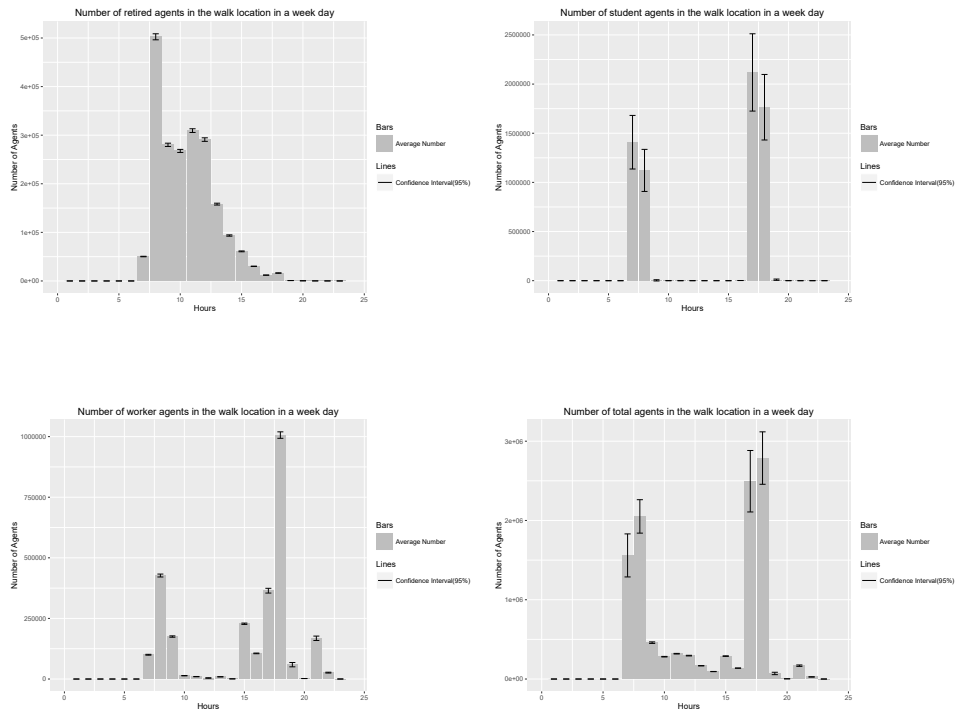 Number of retired agents in the walk location in a week day
Number of Agents
5e+05
4e+05
3e+05
2e+05
1e+05
0e+00
0 5 10 15 20 25
Hours
Bars
Average Number
Lines
Confidence Interval(95%)
Number of student agents in the walk location in a week day
Number of Agents
2500000
2000000
1500000
1000000
500000
0
0 5 10 15 20 25
Hours
Bars
Average Number
Lines
Confidence Interval(95%)
Number of worker agents in the walk location in a week day
Number of Agents
1000000
750000
500000
250000
0
0 5 10 15 20 25
Hours
Bars
Average Number
Lines
Confidence Interval(95%)
Number of total agents in the walk location in a week day
Number of Agents
3e+06
2e+06
1e+06
0e+00
0 5 10 15 20 25
Hours
Bars
Average Number
Lines
Confidence Interval(95%)